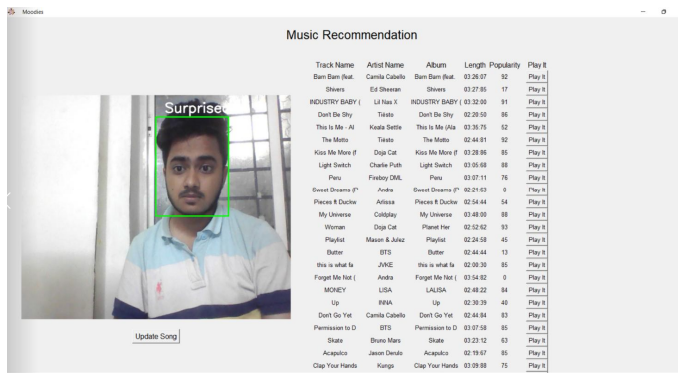 Moodies
Music Recommendation
Track Name Artist Name Album Length Popularity Play It
Bam Bam (feat. Camila Cabello Bam Bam (feat. 03:26:07 92 Play It
Shivers Ed Sheeran Shivers 03:27:85 17 Play It
INDUSTRY BABY ( Lil Nas X INDUSTRY BABY ( 03:32:00 91 Play It
Don't Be Shy Tiësto Don't Be Shy 02:20:50 86 Play It
This Is Me - Al Keala Settle This Is Me (Ala 03:35:75 52 Play It
The Motto Tiësto The Motto 02:44:81 92 Play It
Kiss Me More (f Doja Cat Kiss Me More (f 03:28:86 85 Play It
Light Switch Charlie Puth Light Switch 03:05:68 88 Play It
Peru Fireboy DML Peru 03:07:11 76 Play It
Sweet Dreams (P Andra Sweet Dreams (P 02:21:53 0 Play It
Pieces ft Duckw Arlissa Pieces ft Duckw 02:54:44 54 Play It
My Universe Coldplay My Universe 03:48:00 88 Play It
Woman Doja Cat Planet Her 02:52:62 93 Play It
Playlist Mason & Julez Playlist 02:24:58 45 Play It
Butter BTS Butter 02:44:44 13 Play It
this is what fa JVKE this is what fa 02:00:30 85 Play It
Forget Me Not ( Andra Forget Me Not ( 03:54:82 0 Play It
MONEY LISA LALISA 02:48:22 84 Play It
Up INNA Up 02:38:39 40 Play It
Don't Go Yet Camila Cabello Don't Go Yet 02:44:84 83 Play It
Permission to D BTS Permission to D 03:07:58 85 Play It
Skate Bruno Mars Skate 03:23:12 63 Play It
Acapulco Jason Derulo Acapulco 02:19:67 85 Play It
Clap Your Hands Kungs Clap Your Hands 03:09:88 75 Play It
Surprised
Update Song